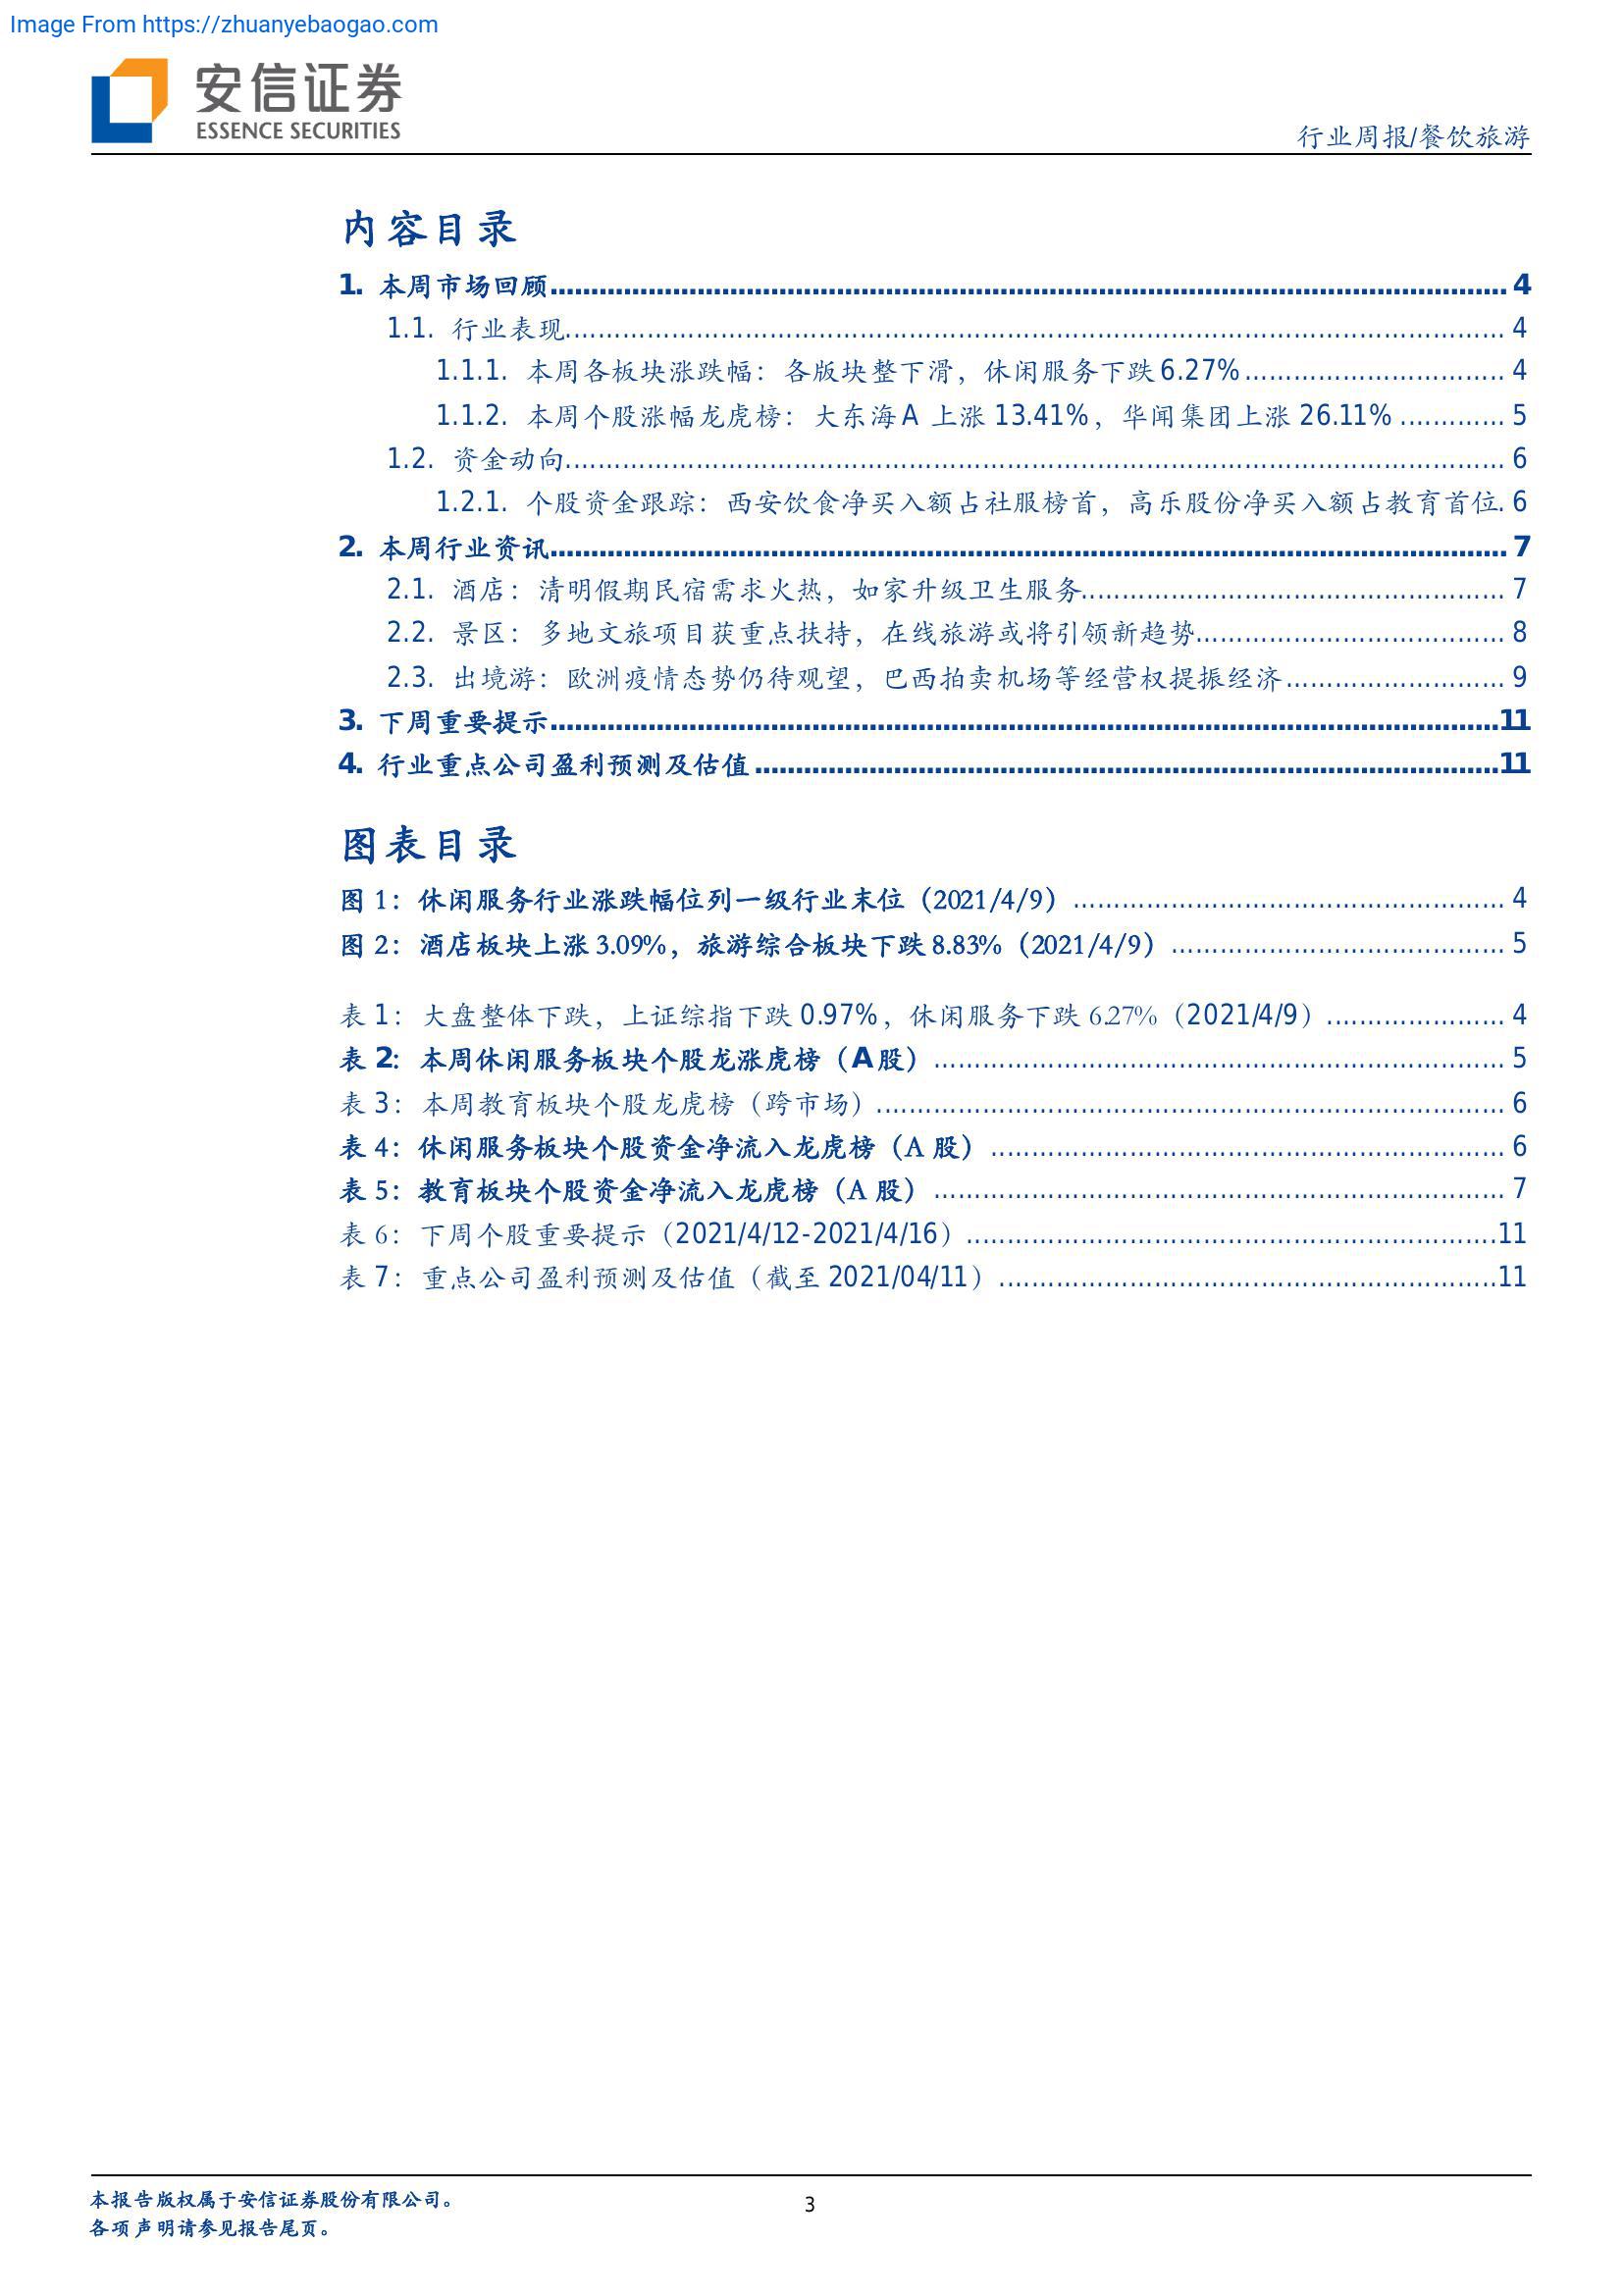 Image From https://zhuanyebaogao.com
安信证券
ESSENCE SECURITIES
行业周报/餐饮旅游
内容目录
1. 本周市场回顾 4
1.1. 行业表现 4
1.1.1. 本周各板块涨跌幅：各版块整下滑，休闲服务下跌 6.27% 4
1.1.2. 本周个股涨幅龙虎榜：大东海 A 上涨 13.41%，华闻集团上涨 26.11% 5
1.2. 资金动向 6
1.2.1. 个股资金跟踪：西安饮食净买入额占社服榜首，高乐股份净买入额占教育首位. 6
2. 本周行业资讯 7
2.1. 酒店：清明假期民宿需求火热，如家升级卫生服务 7
2.2. 景区：多地文旅项目获重点扶持，在线旅游或将引领新趋势 8
2.3. 出境游：欧洲疫情态势仍待观望，巴西拍卖机场等经营权提振经济 9
3. 下周重要提示 11
4. 行业重点公司盈利预测及估值 11
图表目录
图 1：休闲服务行业涨跌幅位列一级行业末位（2021/4/9） 4
图 2：酒店板块上涨 3.09%，旅游综合板块下跌 8.83%（2021/4/9） 5
表 1：大盘整体下跌，上证综指下跌 0.97%，休闲服务下跌 6.27%（2021/4/9） 4
表 2：本周休闲服务板块个股龙涨虎榜（A 股） 5
表 3：本周教育板块个股龙虎榜（跨市场） 6
表 4：休闲服务板块个股资金净流入龙虎榜（A 股） 6
表 5：教育板块个股资金净流入龙虎榜（A 股） 7
表 6：下周个股重要提示（2021/4/12-2021/4/16） 11
表 7：重点公司盈利预测及估值（截至 2021/04/11） 11
本报告版权属于安信证券股份有限公司。
3
各项声明请参见报告尾页。